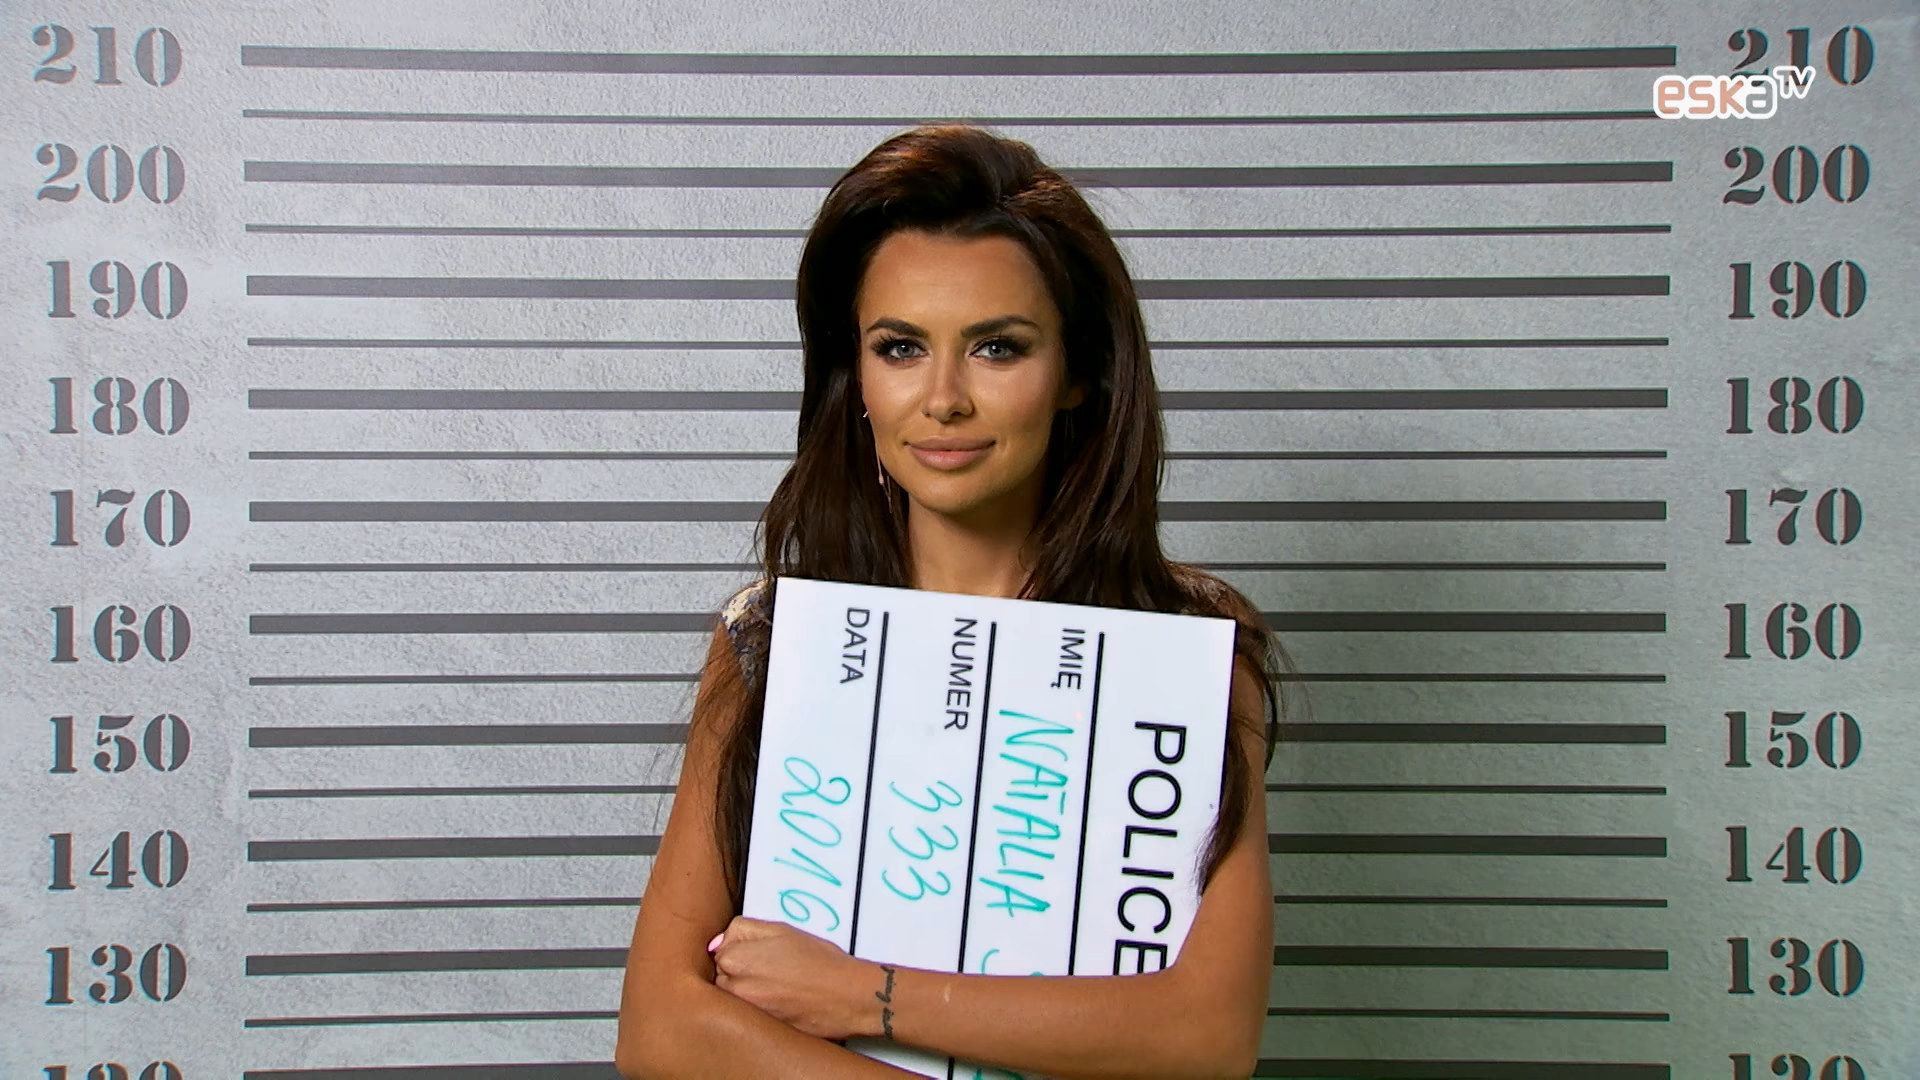 210 210
eska TV
200 200
190 190
180 180
170 170
160 160
150 150
140 140
130 130
POLICE
IMIĘ NATALIA
NUMER 333
DATA 2016